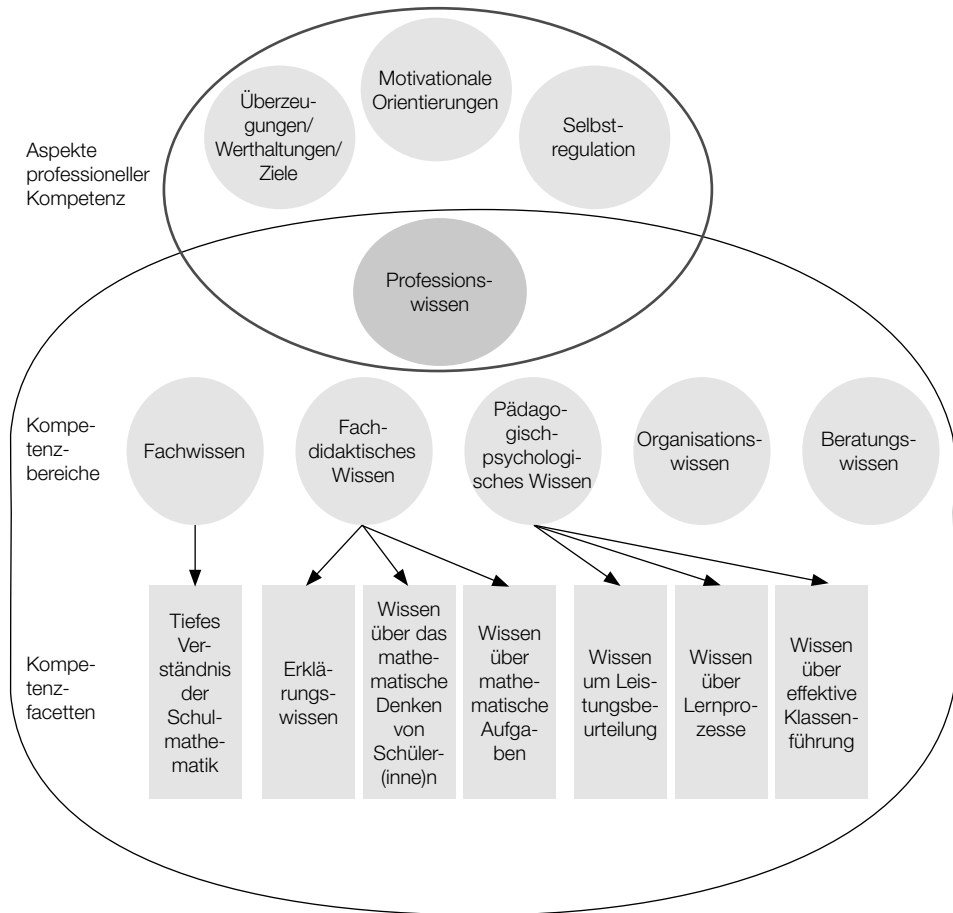 Motivationale
Orientierungen
Überzeu-
gungen/
Werthaltungen/
Ziele
Selbst-
regulation
Aspekte
professioneller
Kompetenz
Professions-
wissen
Kompe-
tenz-
bereiche
Fachwissen
Fach-
didaktisches
Wissen
Pädago-
gisch-
psychologi-
sches Wissen
Organisations-
wissen
Beratungs-
wissen
Kompe-
tenz-
facetten
Tiefes
Ver-
ständnis
der
Schul-
mathe-
matik
Erklä-
rungs-
wissen
Wissen
über das
mathe-
matische
Denken
von
Schüler-
(inne)n
Wissen
über
mathe-
matische
Aufga-
ben
Wissen
um Leis-
tungsbe-
urteilung
Wissen
über
Lernpro-
zesse
Wissen
über
effektive
Klassen-
führung